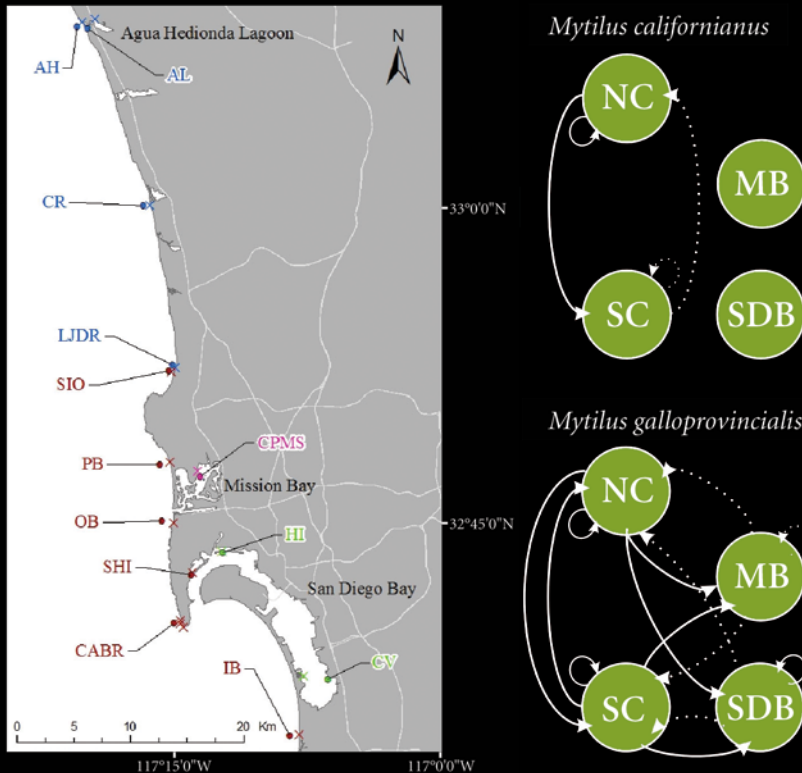 Agua Hedionda Lagoon
N
AH
AL
CR
33°0'0"N
LJDR
SIO
CPMS
PB
Mission Bay
OB
32°45'0"N
HI
SHI
San Diego Bay
CABR
IB
CV
0 5 10 20 Km
117°15'0"W 117°0'0"W
Mytilus californianus
NC
MB
SC
SDB
Mytilus galloprovincialis
NC
MB
SC
SDB